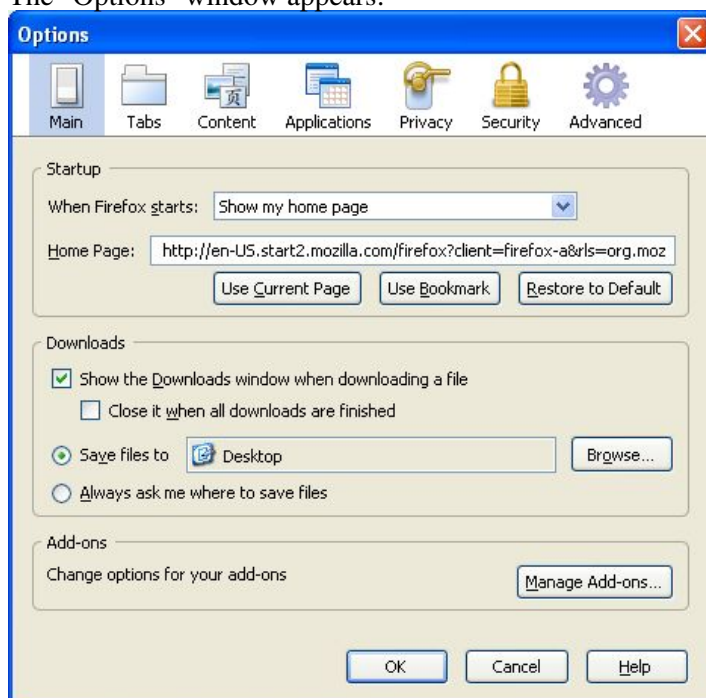 The "Options" window appears:
Options
Main Tabs Content Applications Privacy Security Advanced
页
Startup
When Firefox starts: Show my home page
Home Page: http://en-US.start2.mozilla.com/firefox?client=firefox-a&rls=org.moz
Use Current Page Use Bookmark Restore to Default
Downloads
Show the Downloads window when downloading a file
Close it when all downloads are finished
Save files to Desktop Browse...
Always ask me where to save files
Add-ons
Change options for your add-ons Manage Add-ons...
OK Cancel Help